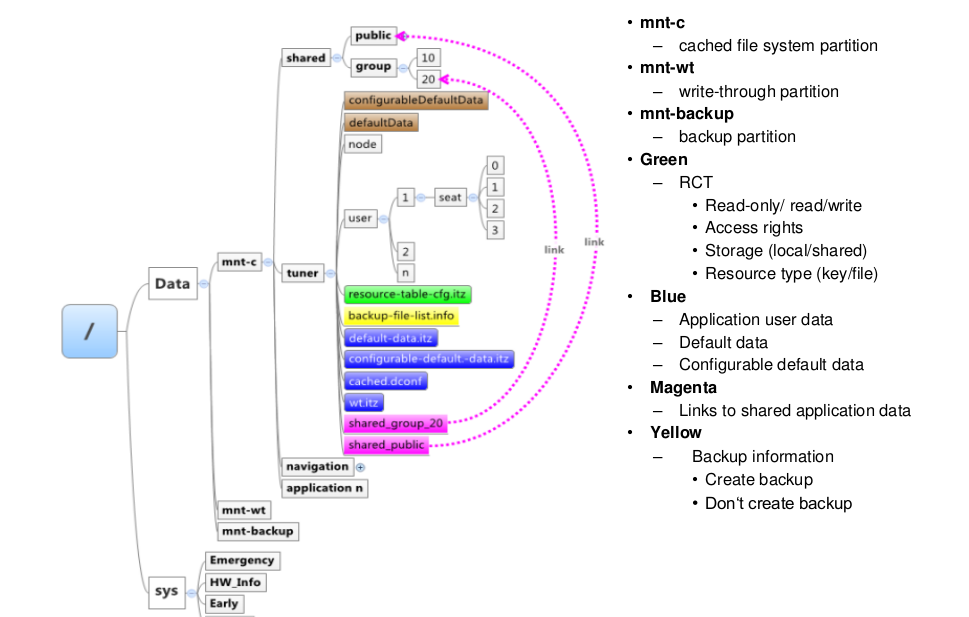 /
Data
mnt-c
shared
public
group
10
20
tuner
configurableDefaultData
defaultData
node
user
1
seat
0
1
2
3
2
n
resource-table-cfg.itz
backup-file-list.info
default-data.itz
configurable-default.-data.itz
cached.dconf
wt.itz
shared_group_20
shared_public
link
link
navigation
application n
mnt-wt
mnt-backup
sys
Emergency
HW_Info
Early
• mnt-c
– cached file system partition
• mnt-wt
– write-through partition
• mnt-backup
– backup partition
• Green
– RCT
• Read-only/ read/write
• Access rights
• Storage (local/shared)
• Resource type (key/file)
• Blue
– Application user data
– Default data
– Configurable default data
• Magenta
– Links to shared application data
• Yellow
– Backup information
• Create backup
• Don't create backup